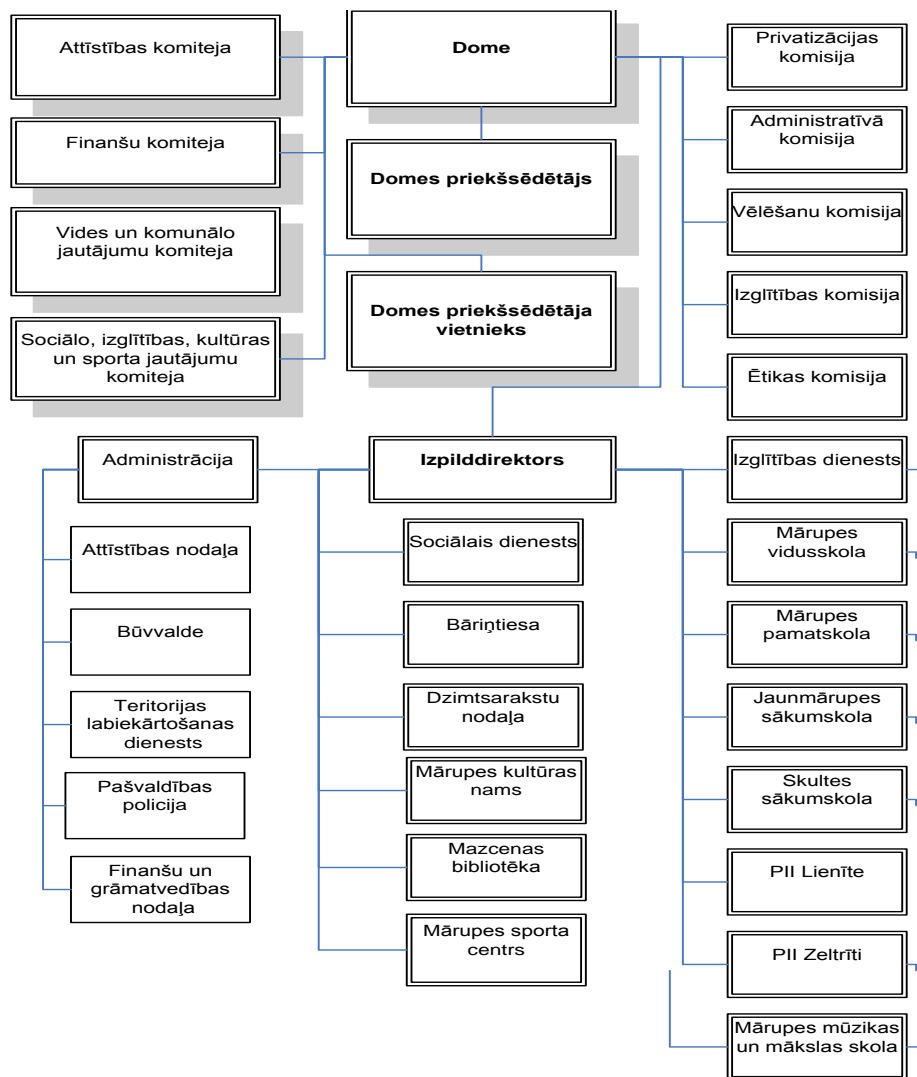 Attīstības komiteja
Finanšu komiteja
Vides un komunālo
jautājumu komiteja
Sociālo, izglītības, kultūras
un sporta jautājumu
komiteja
Dome
Domes priekšsēdētājs
Domes priekšsēdētāja
vietnieks
Privatizācijas
komisija
Administratīvā
komisija
Vēlēšanu komisija
Izglītības komisija
Ētikas komisija
Administrācija
Attīstības nodaļa
Būvvalde
Teritorijas
labiekārtošanas
dienests
Pašvaldības
policija
Finanšu un
grāmatvedības
nodaļa
Izpilddirektors
Sociālais dienests
Bāriņtiesa
Dzimtsarakstu
nodaļa
Mārupes kultūras
nams
Mazcenas
bibliotēka
Mārupes sporta
centrs
Izglītības dienests
Mārupes
vidusskola
Mārupes
pamatskola
Jaunmārupes
sākumskola
Skultes
sākumskola
PII Lienīte
PII Zeltrīti
Mārupes mūzikas
un mākslas skola